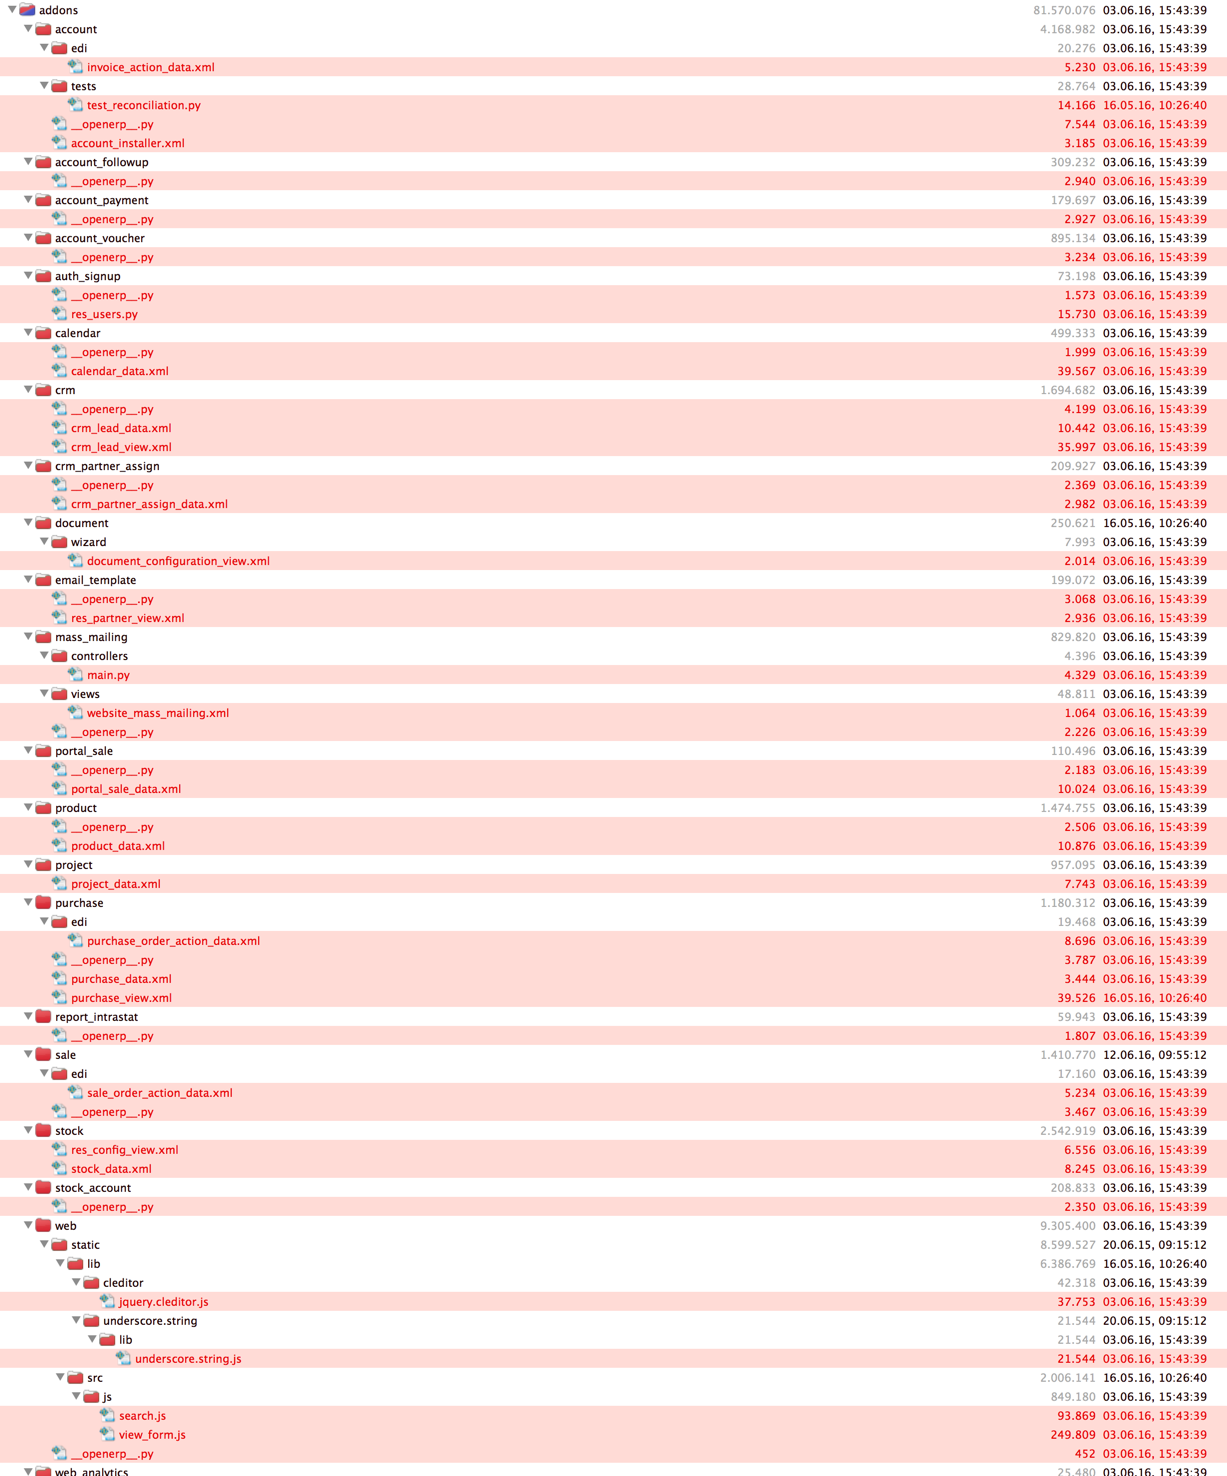 addons 81.570.076 03.06.16, 15:43:39
account 4.168.982 03.06.16, 15:43:39
edi 20.276 03.06.16, 15:43:39
invoice_action_data.xml 5.230 03.06.16, 15:43:39
tests 28.764 03.06.16, 15:43:39
test_reconciliation.py 14.166 16.05.16, 10:26:40
__openerp__.py 7.544 03.06.16, 15:43:39
account_installer.xml 3.185 03.06.16, 15:43:39
account_followup 309.232 03.06.16, 15:43:39
__openerp__.py 2.940 03.06.16, 15:43:39
account_payment 179.697 03.06.16, 15:43:39
__openerp__.py 2.927 03.06.16, 15:43:39
account_voucher 895.134 03.06.16, 15:43:39
__openerp__.py 3.234 03.06.16, 15:43:39
auth_signup 73.198 03.06.16, 15:43:39
__openerp__.py 1.573 03.06.16, 15:43:39
res_users.py 15.730 03.06.16, 15:43:39
calendar 499.333 03.06.16, 15:43:39
__openerp__.py 1.999 03.06.16, 15:43:39
calendar_data.xml 39.567 03.06.16, 15:43:39
crm 1.694.682 03.06.16, 15:43:39
__openerp__.py 4.199 03.06.16, 15:43:39
crm_lead_data.xml 10.442 03.06.16, 15:43:39
crm_lead_view.xml 35.997 03.06.16, 15:43:39
crm_partner_assign 209.927 03.06.16, 15:43:39
__openerp__.py 2.369 03.06.16, 15:43:39
crm_partner_assign_data.xml 2.982 03.06.16, 15:43:39
document 250.621 16.05.16, 10:26:40
wizard 7.993 03.06.16, 15:43:39
document_configuration_view.xml 2.014 03.06.16, 15:43:39
email_template 199.072 03.06.16, 15:43:39
__openerp__.py 3.068 03.06.16, 15:43:39
res_partner_view.xml 2.936 03.06.16, 15:43:39
mass_mailing 829.820 03.06.16, 15:43:39
controllers 4.396 03.06.16, 15:43:39
main.py 4.329 03.06.16, 15:43:39
views 48.811 03.06.16, 15:43:39
website_mass_mailing.xml 1.064 03.06.16, 15:43:39
__openerp__.py 2.226 03.06.16, 15:43:39
portal_sale 110.496 03.06.16, 15:43:39
__openerp__.py 2.183 03.06.16, 15:43:39
portal_sale_data.xml 10.024 03.06.16, 15:43:39
product 1.474.755 03.06.16, 15:43:39
__openerp__.py 2.506 03.06.16, 15:43:39
product_data.xml 10.876 03.06.16, 15:43:39
project 957.095 03.06.16, 15:43:39
project_data.xml 7.743 03.06.16, 15:43:39
purchase 1.180.312 03.06.16, 15:43:39
edi 19.468 03.06.16, 15:43:39
purchase_order_action_data.xml 8.696 03.06.16, 15:43:39
__openerp__.py 3.787 03.06.16, 15:43:39
purchase_data.xml 3.444 03.06.16, 15:43:39
purchase_view.xml 39.526 16.05.16, 10:26:40
report_intrastat 59.943 03.06.16, 15:43:39
__openerp__.py 1.807 03.06.16, 15:43:39
sale 1.410.770 12.06.16, 09:55:12
edi 17.160 03.06.16, 15:43:39
sale_order_action_data.xml 5.234 03.06.16, 15:43:39
__openerp__.py 3.467 03.06.16, 15:43:39
stock 2.542.919 03.06.16, 15:43:39
res_config_view.xml 6.556 03.06.16, 15:43:39
stock_data.xml 8.245 03.06.16, 15:43:39
stock_account 208.833 03.06.16, 15:43:39
__openerp__.py 2.350 03.06.16, 15:43:39
web 9.305.400 03.06.16, 15:43:39
static 8.599.527 20.06.15, 09:15:12
lib 6.386.769 16.05.16, 10:26:40
cleditor 42.318 03.06.16, 15:43:39
jquery.cleditor.js 37.753 03.06.16, 15:43:39
underscore.string 21.544 20.06.15, 09:15:12
lib 21.544 03.06.16, 15:43:39
underscore.string.js 21.544 03.06.16, 15:43:39
src 2.006.141 16.05.16, 10:26:40
js 849.180 03.06.16, 15:43:39
search.js 93.869 03.06.16, 15:43:39
view_form.js 249.809 03.06.16, 15:43:39
__openerp__.py 452 03.06.16, 15:43:39
web_analytics 25.480 03.06.16, 15:43:39